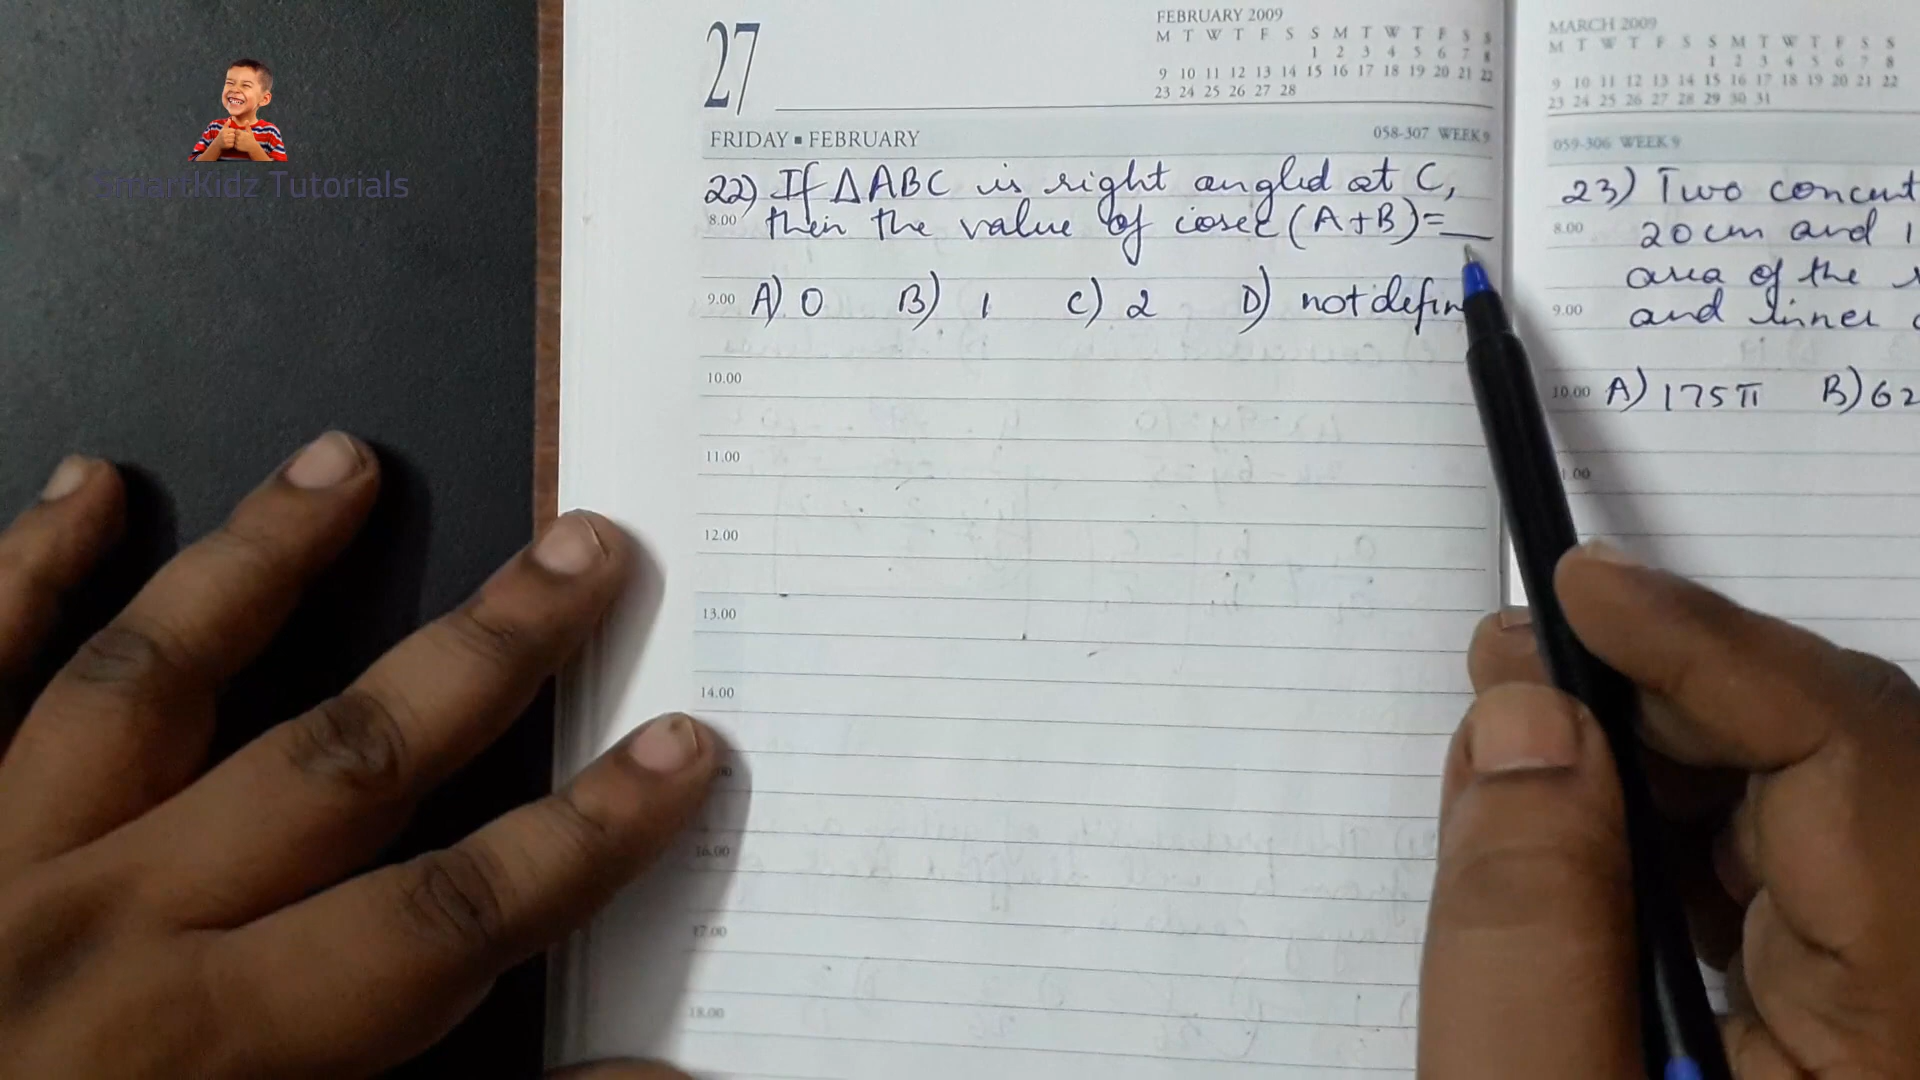 SmartKidz Tutorials
27
FEBRUARY 2009
M T W T F S S M T W T F S S
1 2 3 4 5 6 7 8
9 10 11 12 13 14 15 16 17 18 19 20 21 22
23 24 25 26 27 28
FRIDAY ▪ FEBRUARY
058-307 WEEK 9
22) If ΔABC is right angled at C,
8.00 then the value of cosec (A+B)=__
9.00 A) 0 B) 1 C) 2 D) not defin
10.00
11.00
12.00
13.00
14.00
16.00
17.00
18.00
MARCH 2009
M T W T F S S M T W T F S S
1 2 3 4 5 6 7 8
9 10 11 12 13 14 15 16 17 18 19 20 21 22
23 24 25 26 27 28 29 30 31
059-306 WEEK 9
23) Two concent
8.00 20cm and 1
area of the
9.00 and inner
10.00 A) 175π B) 62